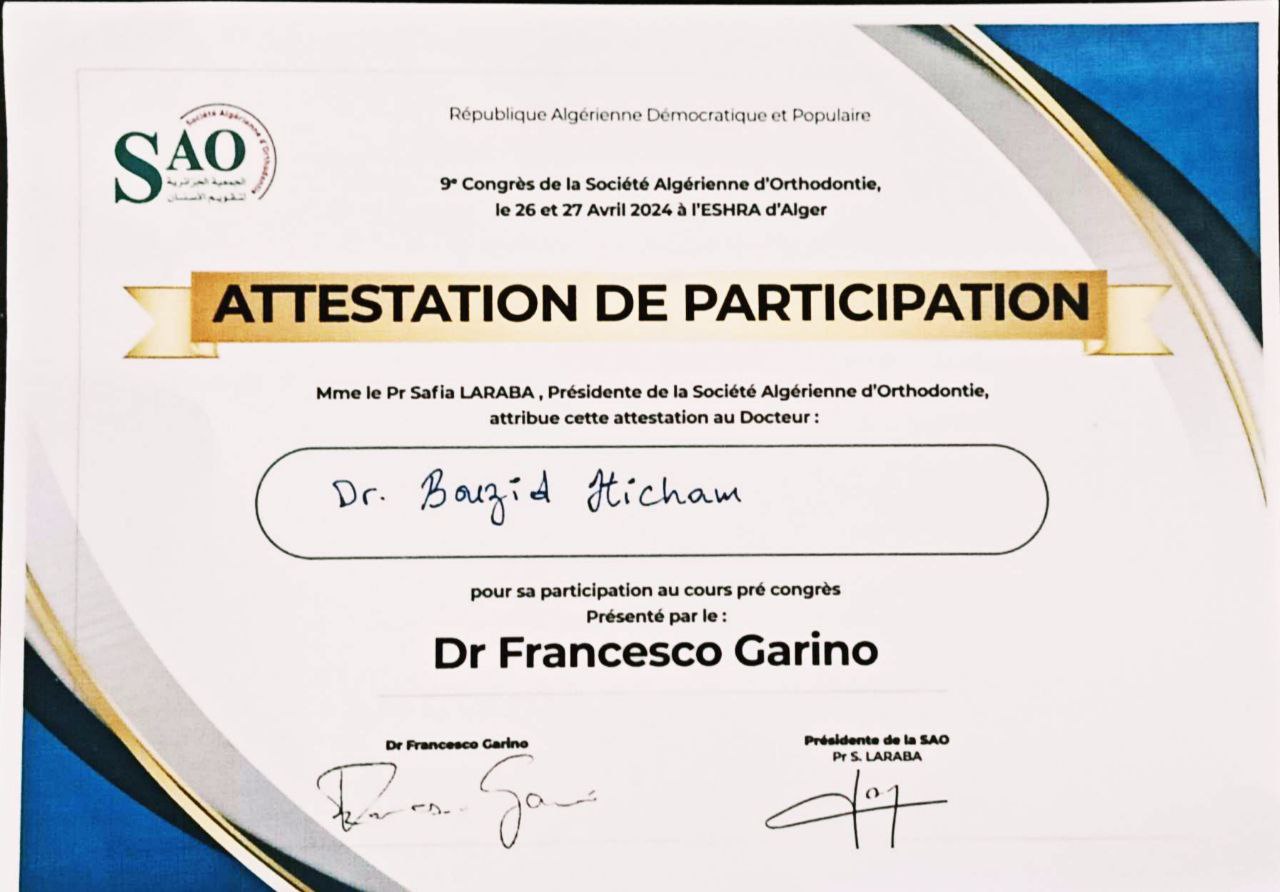 Société Algérienne d'Orthodontie
SAO
الجمعية الجزائرية
لتقويم الأسنان
République Algérienne Démocratique et Populaire
9e Congrès de la Société Algérienne d'Orthodontie,
le 26 et 27 Avril 2024 à l'ESHRA d'Alger
ATTESTATION DE PARTICIPATION
Mme le Pr Safia LARABA , Présidente de la Société Algérienne d'Orthodontie,
attribue cette attestation au Docteur :
Dr. Bouzid Hicham
pour sa participation au cours pré congrès
Présenté par le :
Dr Francesco Garino
Dr Francesco Garino
Présidente de la SAO
Pr S. LARABA